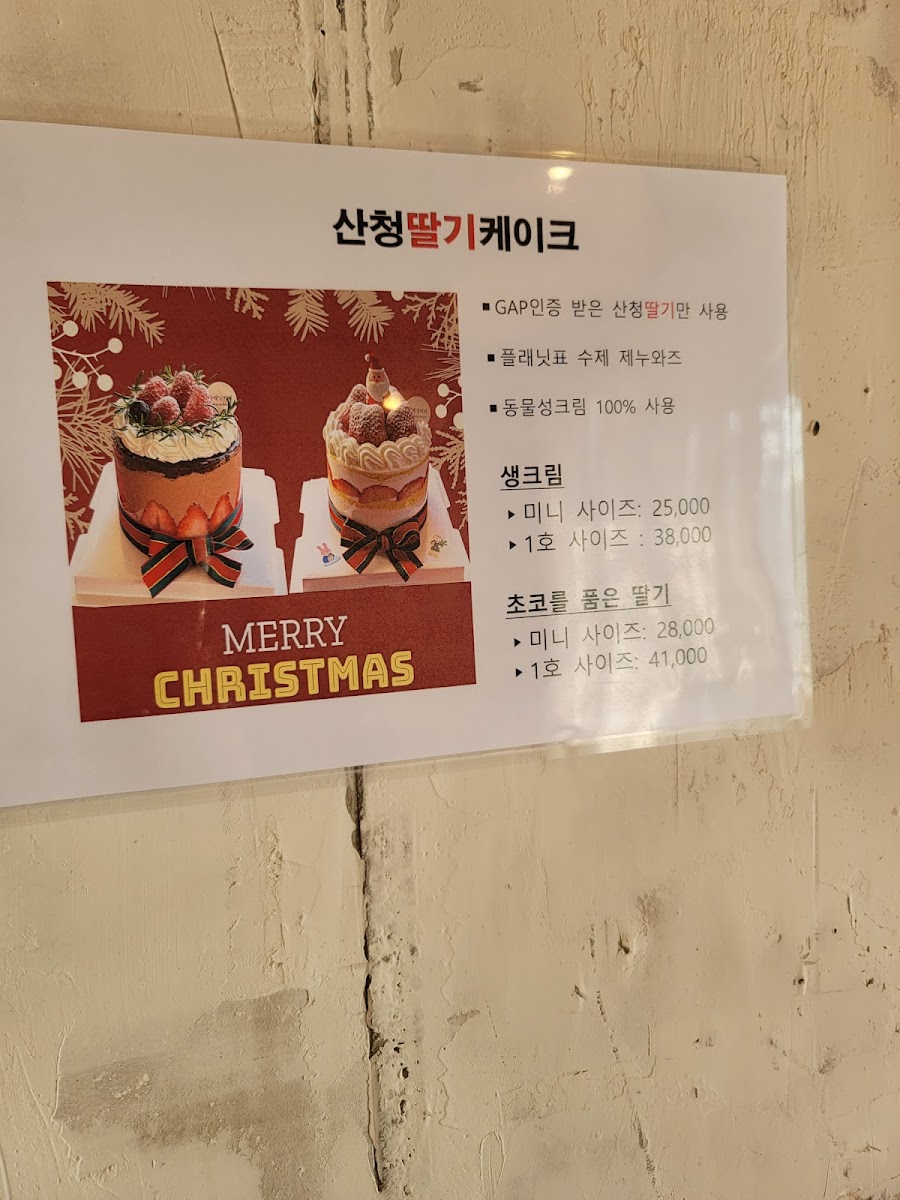 산청딸기케이크
▪ GAP인증 받은 산청딸기만 사용
▪ 플래닛표 수제 제누와즈
▪ 동물성크림 100% 사용
생크림
▸ 미니 사이즈: 25,000
▸ 1호 사이즈 : 38,000
초코를 품은 딸기
▸ 미니 사이즈: 28,000
▸ 1호 사이즈: 41,000
MERRY
CHRISTMAS